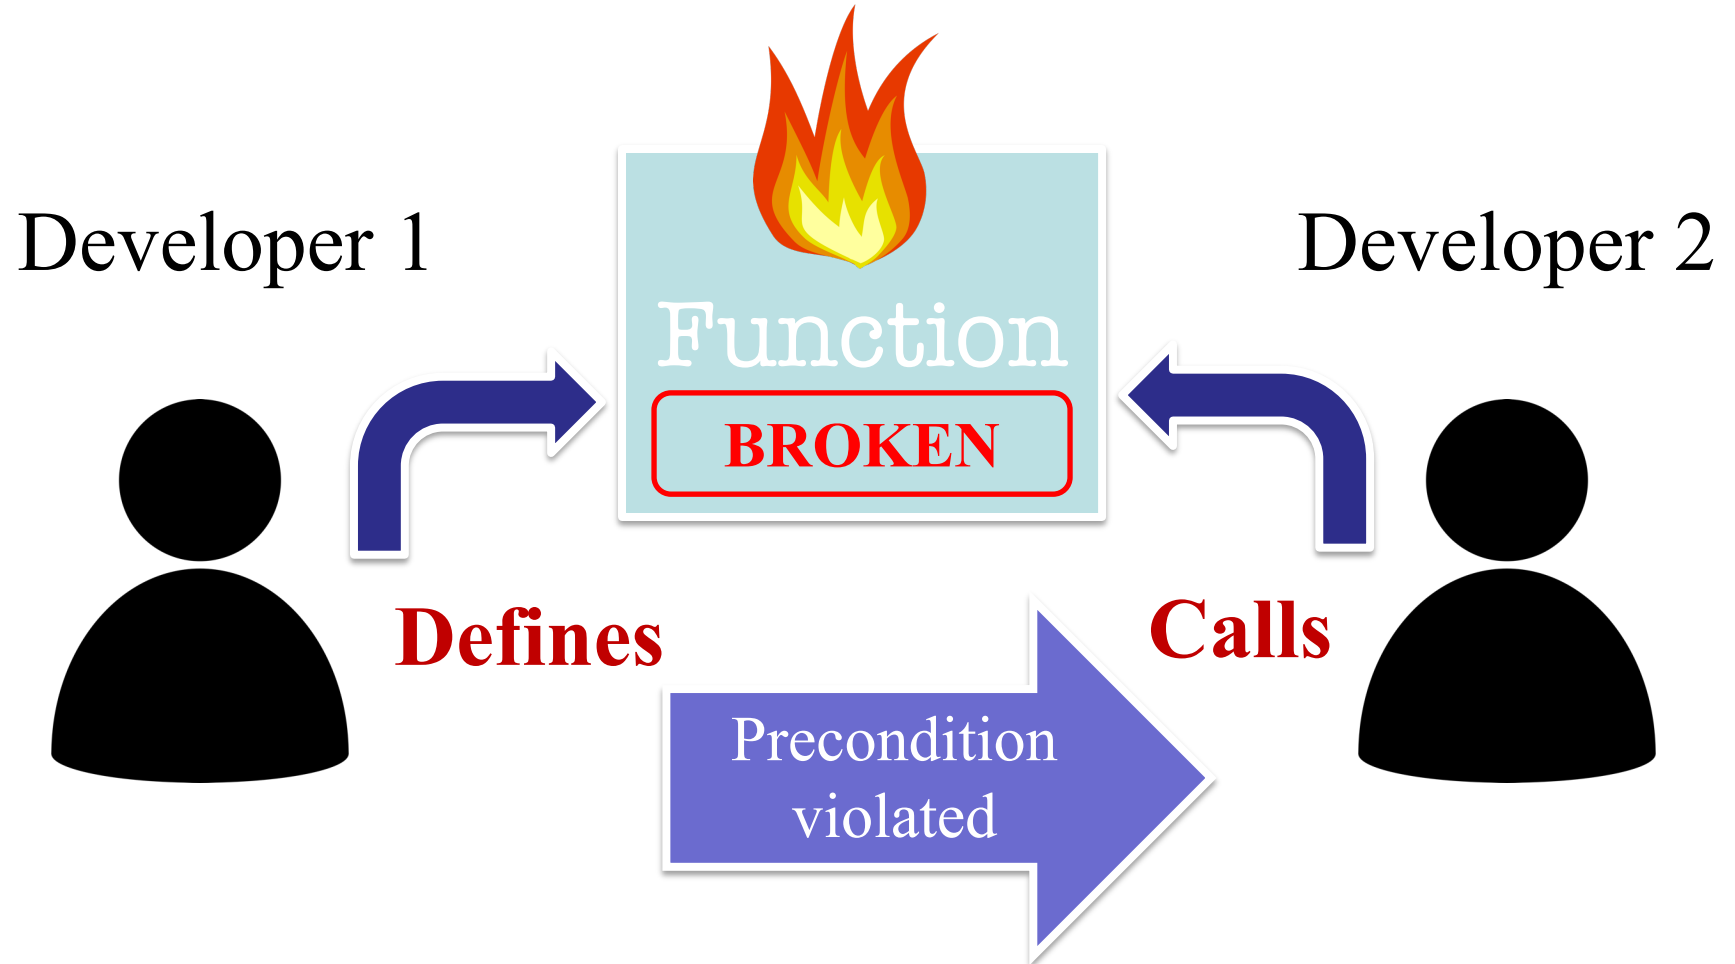 Developer 1
Developer 2
Function
BROKEN
Defines
Calls
Precondition
violated